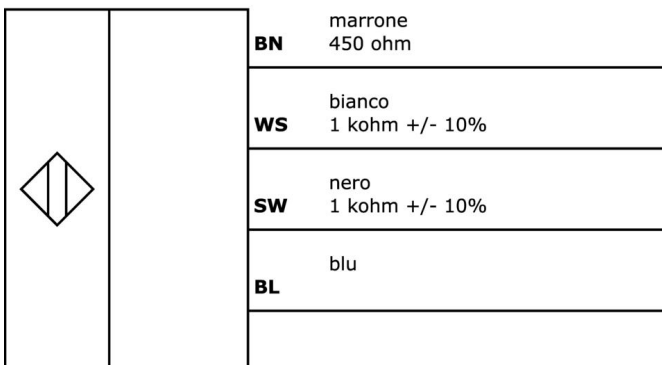 marrone
BN 450 ohm
bianco
WS 1 kohm +/- 10%
nero
SW 1 kohm +/- 10%
blu
BL